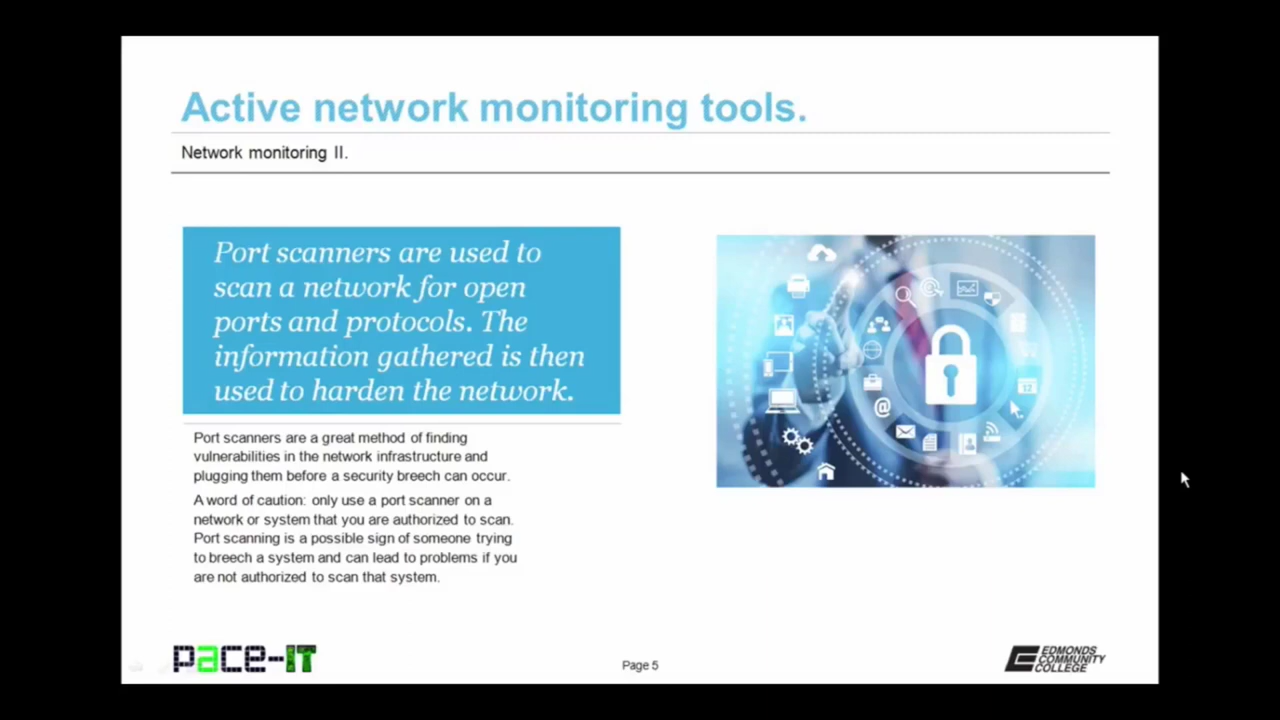 Active network monitoring tools.
Network monitoring II.
Port scanners are used to
scan a network for open
ports and protocols. The
information gathered is then
used to harden the network.
Port scanners are a great method of finding
vulnerabilities in the network infrastructure and
plugging them before a security breech can occur.
A word of caution: only use a port scanner on a
network or system that you are authorized to scan.
Port scanning is a possible sign of someone trying
to breech a system and can lead to problems if you
are not authorized to scan that system.
12
@
pace-IT
Page 5
EDMONDS
COMMUNITY
COLLEGE